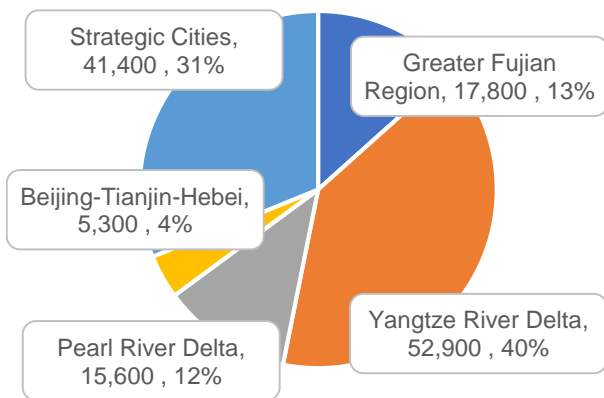 Strategic Cities,
41,400 , 31%
Greater Fujian
Region, 17,800 , 13%
Beijing-Tianjin-Hebei,
5,300 , 4%
Yangtze River Delta,
52,900 , 40%
Pearl River Delta,
15,600 , 12%